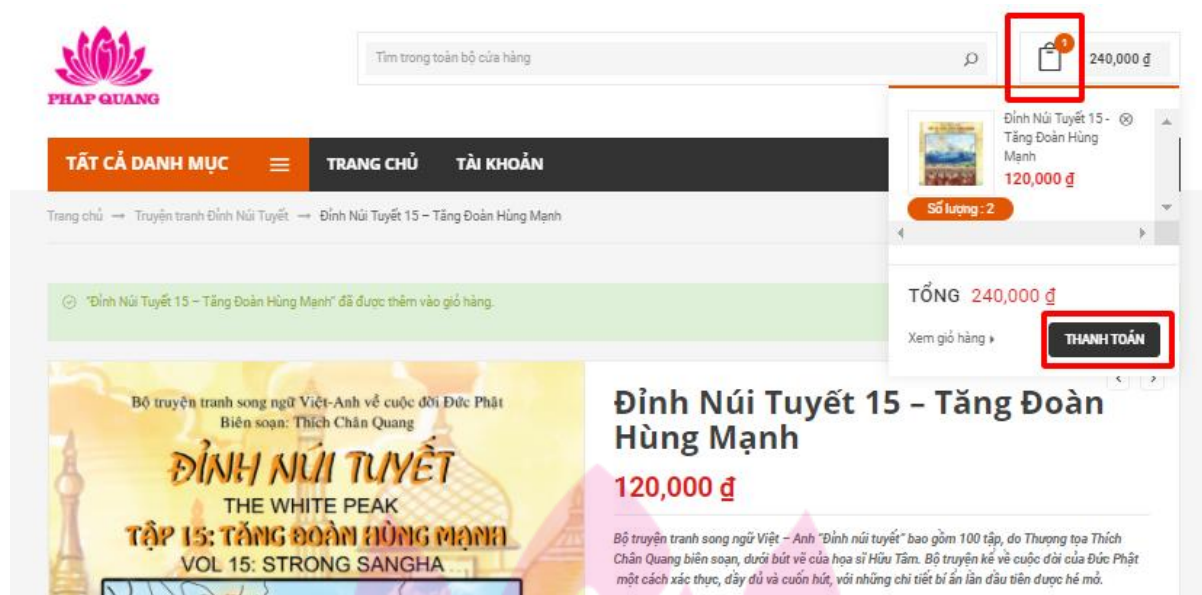 PHAP QUANG
Tìm trong toàn bộ cửa hàng
1
240,000 ₫
Đỉnh Núi Tuyết 15 -
Tăng Đoàn Hùng
Mạnh
120,000 ₫
Số lượng : 2
TỔNG 240,000 ₫
Xem giỏ hàng
THANH TOÁN
TẤT CẢ DANH MỤC
TRANG CHỦ
TÀI KHOẢN
Trang chủ → Truyện tranh Đỉnh Núi Tuyết → Đỉnh Núi Tuyết 15 – Tăng Đoàn Hùng Mạnh
"Đỉnh Núi Tuyết 15 – Tăng Đoàn Hùng Mạnh" đã được thêm vào giỏ hàng.
Bộ truyện tranh song ngữ Việt-Anh về cuộc đời Đức Phật
Biên soạn: Thích Chân Quang
ĐỈNH NÚI TUYẾT
THE WHITE PEAK
TẬP 15: TĂNG ĐOÀN HÙNG MẠNH
VOL 15: STRONG SANGHA
Đỉnh Núi Tuyết 15 – Tăng Đoàn
Hùng Mạnh
120,000 ₫
Bộ truyện tranh song ngữ Việt – Anh "Đỉnh núi tuyết" bao gồm 100 tập, do Thượng tọa Thích
Chân Quang biên soạn, dưới bút vẽ của họa sĩ Hữu Tâm. Bộ truyện kể về cuộc đời của Đức Phật
một cách xác thực, đầy đủ và cuốn hút, với những chi tiết bí ẩn lần đầu tiên được hé mở.